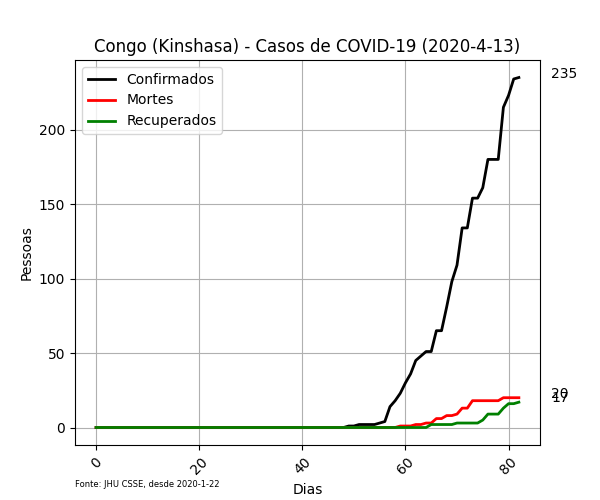 Congo (Kinshasa) - Casos de COVID-19 (2020-4-13)
Confirmados
Mortes
Recuperados
235
200
150
100
50
0
20
17
Pessoas
0
20
40
60
80
Dias
Fonte: JHU CSSE, desde 2020-1-22